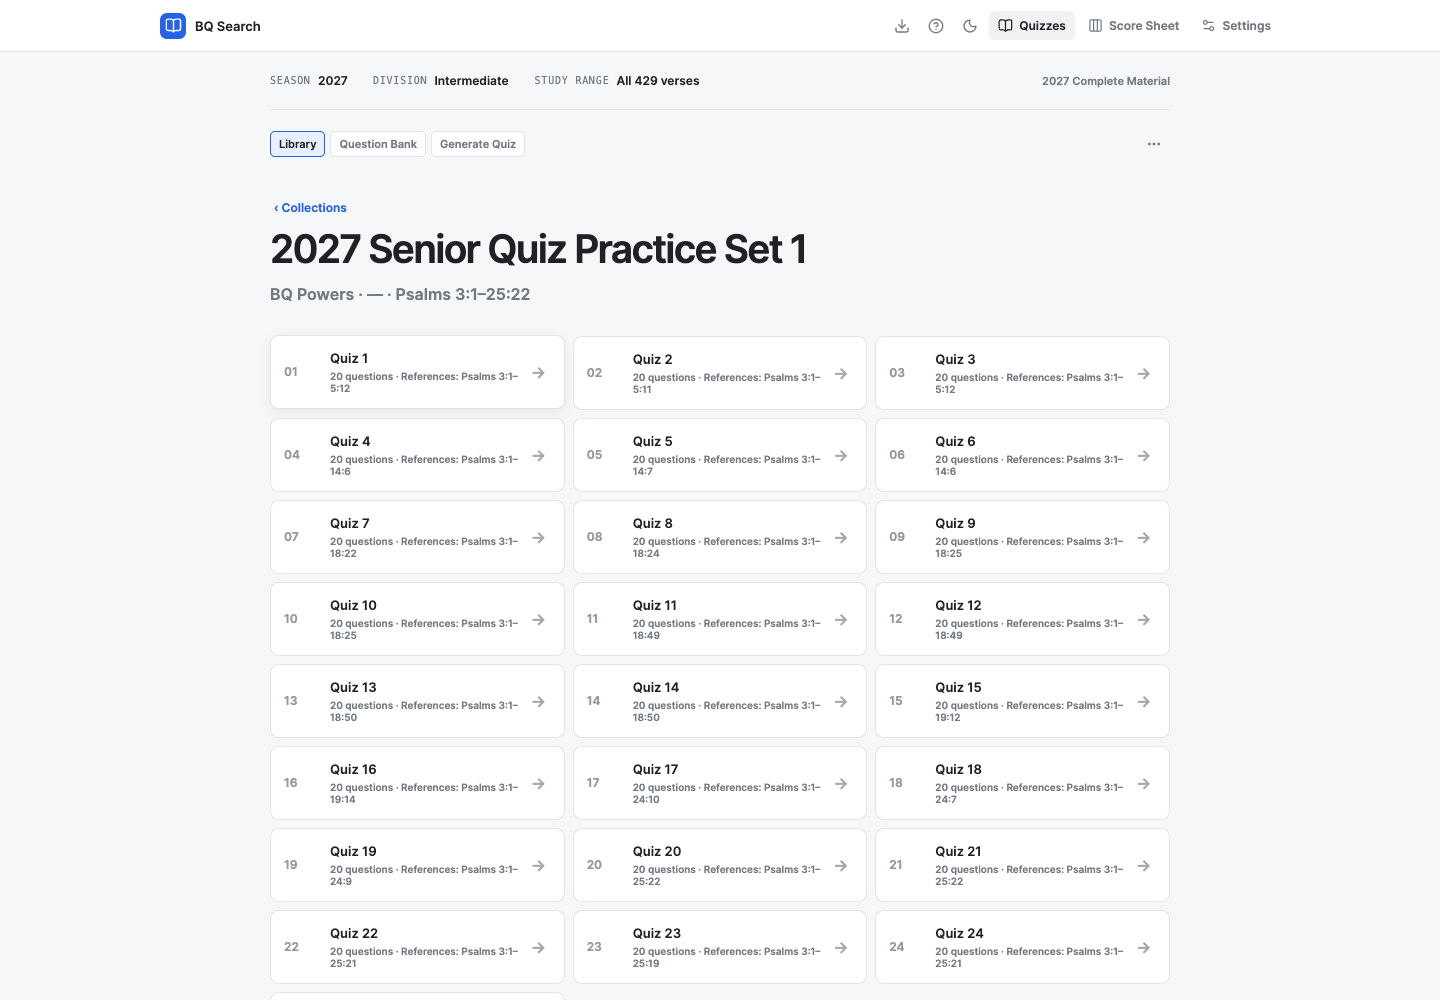 BQ Search
Quizzes
Score Sheet
Settings
SEASON 2027 DIVISION Intermediate STUDY RANGE All 429 verses
2027 Complete Material
Library
Question Bank
Generate Quiz
‹ Collections
2027 Senior Quiz Practice Set 1
BQ Powers · — · Psalms 3:1–25:22
01
Quiz 1
20 questions · References: Psalms 3:1–
5:12
02
Quiz 2
20 questions · References: Psalms 3:1–
5:11
03
Quiz 3
20 questions · References: Psalms 3:1–
5:12
04
Quiz 4
20 questions · References: Psalms 3:1–
14:6
05
Quiz 5
20 questions · References: Psalms 3:1–
14:7
06
Quiz 6
20 questions · References: Psalms 3:1–
14:6
07
Quiz 7
20 questions · References: Psalms 3:1–
18:22
08
Quiz 8
20 questions · References: Psalms 3:1–
18:24
09
Quiz 9
20 questions · References: Psalms 3:1–
18:25
10
Quiz 10
20 questions · References: Psalms 3:1–
18:25
11
Quiz 11
20 questions · References: Psalms 3:1–
18:49
12
Quiz 12
20 questions · References: Psalms 3:1–
18:49
13
Quiz 13
20 questions · References: Psalms 3:1–
18:50
14
Quiz 14
20 questions · References: Psalms 3:1–
18:50
15
Quiz 15
20 questions · References: Psalms 3:1–
19:12
16
Quiz 16
20 questions · References: Psalms 3:1–
19:14
17
Quiz 17
20 questions · References: Psalms 3:1–
24:10
18
Quiz 18
20 questions · References: Psalms 3:1–
24:7
19
Quiz 19
20 questions · References: Psalms 3:1–
24:9
20
Quiz 20
20 questions · References: Psalms 3:1–
25:22
21
Quiz 21
20 questions · References: Psalms 3:1–
25:22
22
Quiz 22
20 questions · References: Psalms 3:1–
25:21
23
Quiz 23
20 questions · References: Psalms 3:1–
25:19
24
Quiz 24
20 questions · References: Psalms 3:1–
25:21